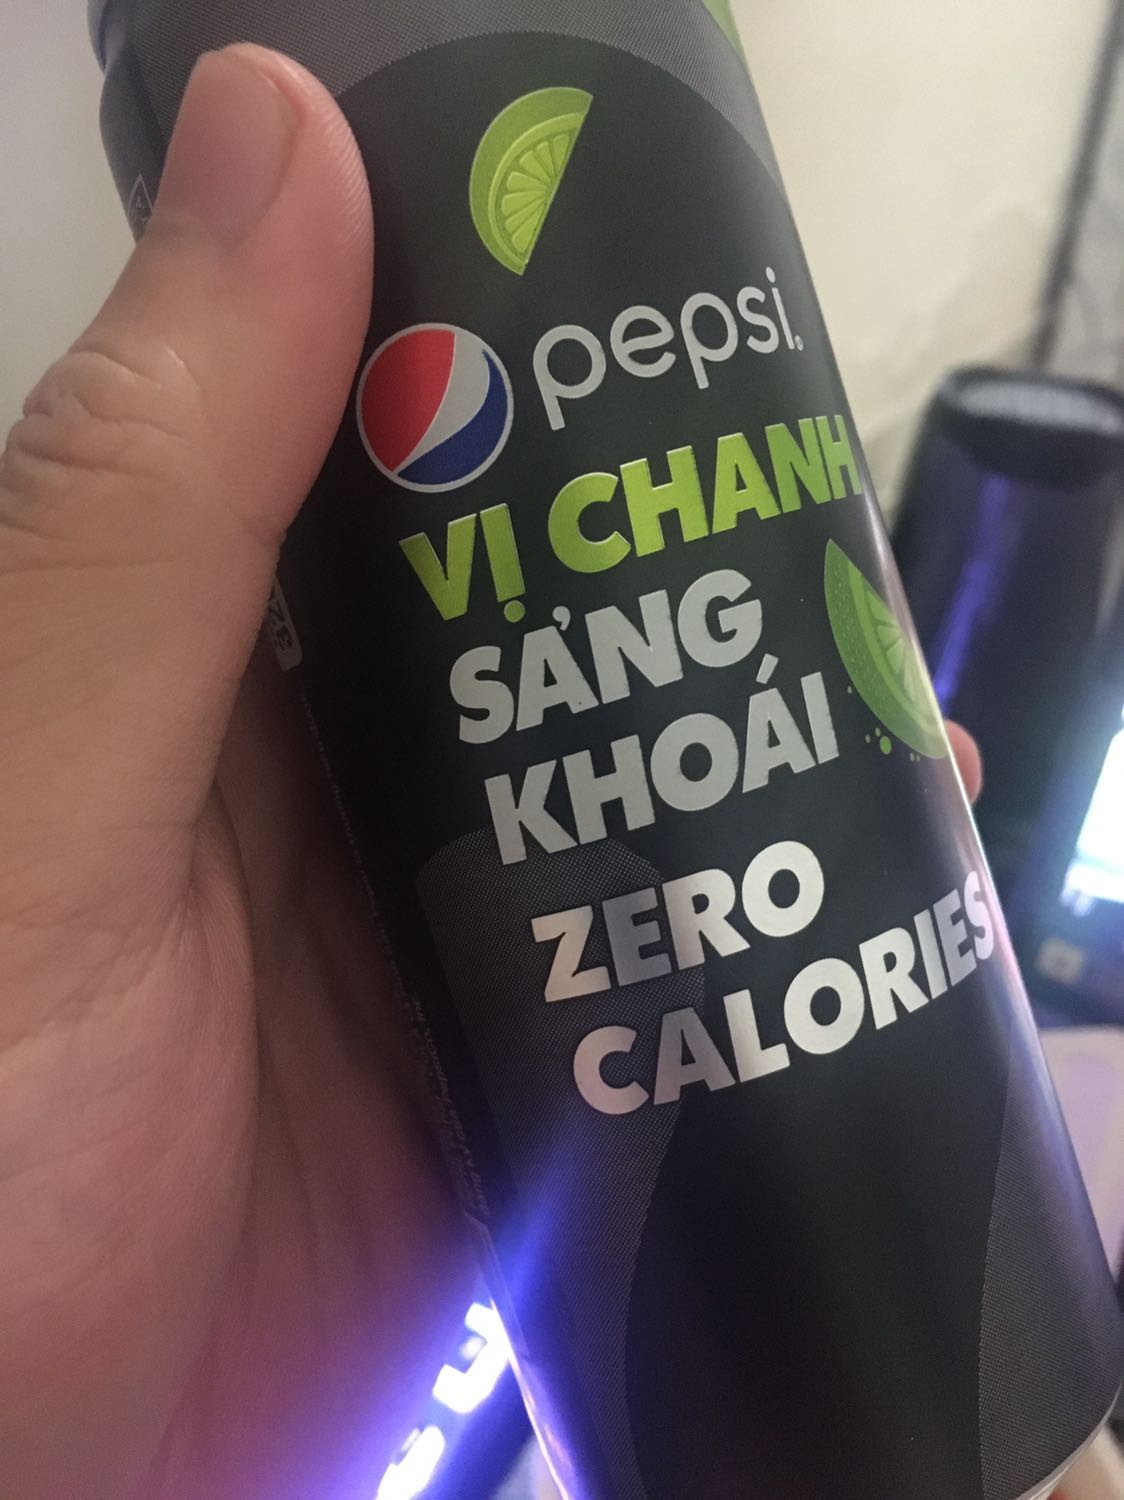 pepsi
VỊ CHANH
SẢNG
KHOÁI
ZERO
CALORIES